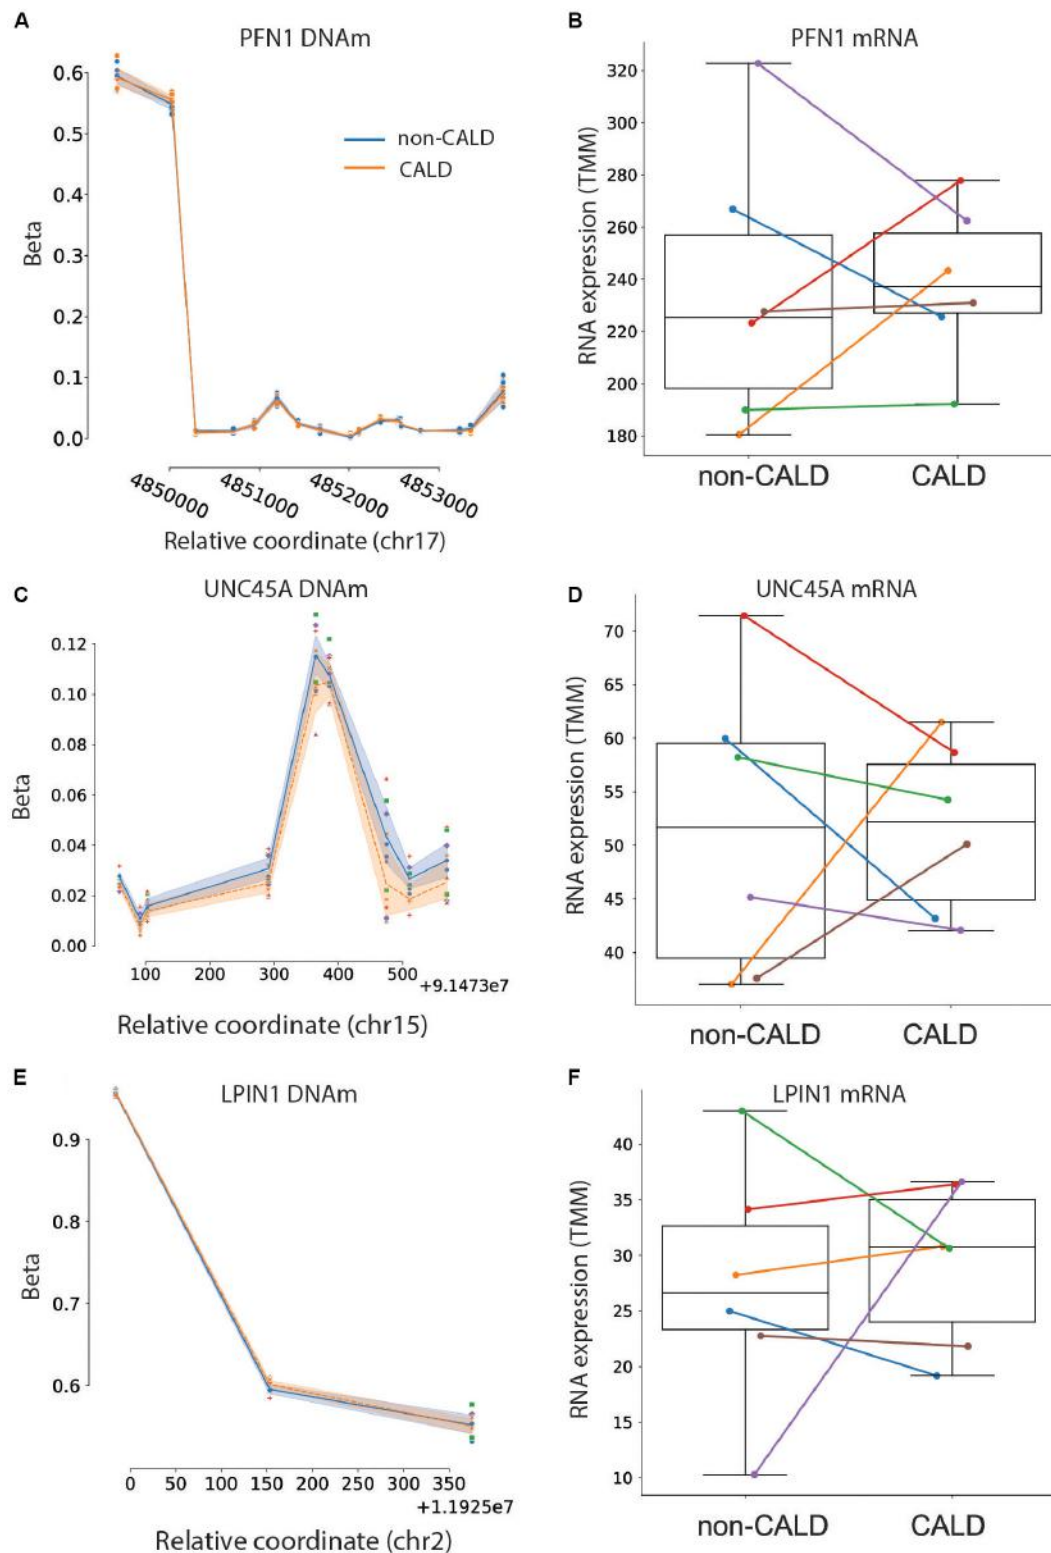 A
PFN1 DNAm
0.6
0.5
0.4
0.3
0.2
0.1
0.0
Beta
non-CALD
CALD
4850000
4851000
4852000
4853000
Relative coordinate (chr17)
B
PFN1 mRNA
320
300
280
260
240
220
200
180
RNA expression (TMM)
non-CALD CALD
C
UNC45A DNAm
0.12
0.10
0.08
0.06
0.04
0.02
0.00
Beta
100 200 300 400 500
+9.1473e7
Relative coordinate (chr15)
D
UNC45A mRNA
70
65
60
55
50
45
40
RNA expression (TMM)
non-CALD CALD
E
LPIN1 DNAm
0.9
0.8
0.7
0.6
Beta
0 50 100 150 200 250 300 350
+1.1925e7
Relative coordinate (chr2)
F
LPIN1 mRNA
40
35
30
25
20
15
10
RNA expression (TMM)
non-CALD CALD